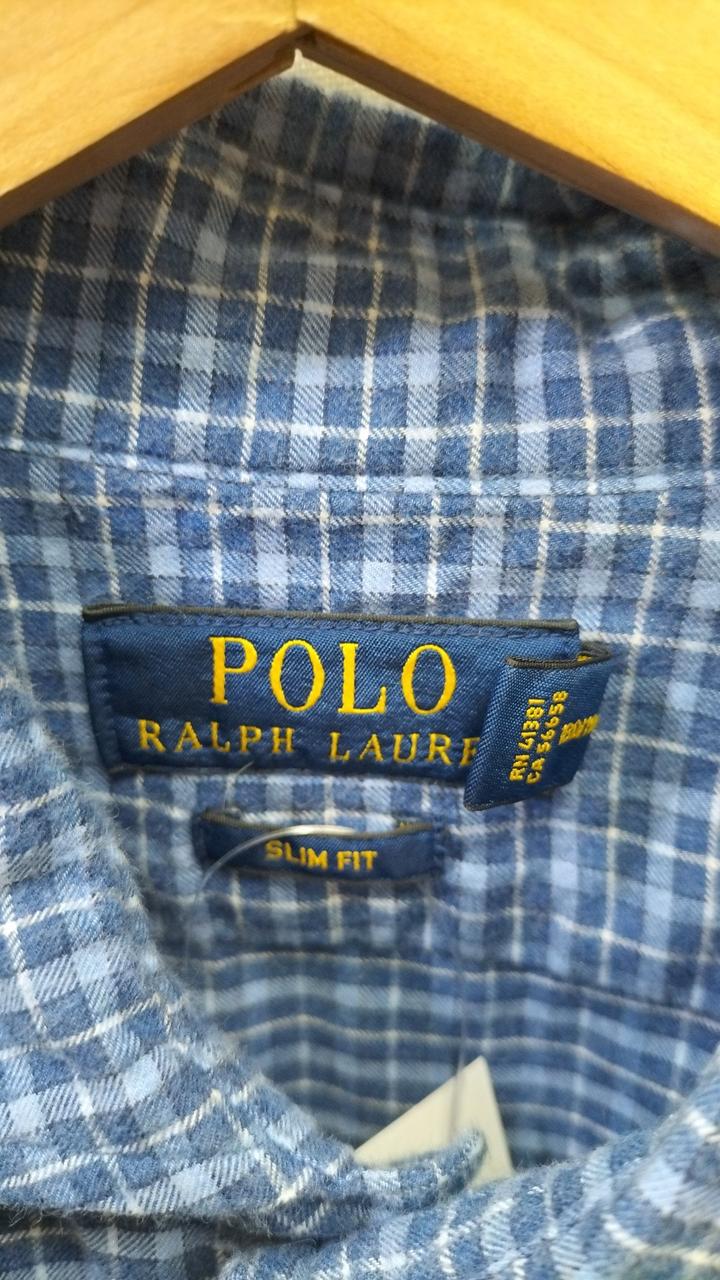 POLO
RALPH LAURE
RN 41381
CA 56658
SLIM FIT